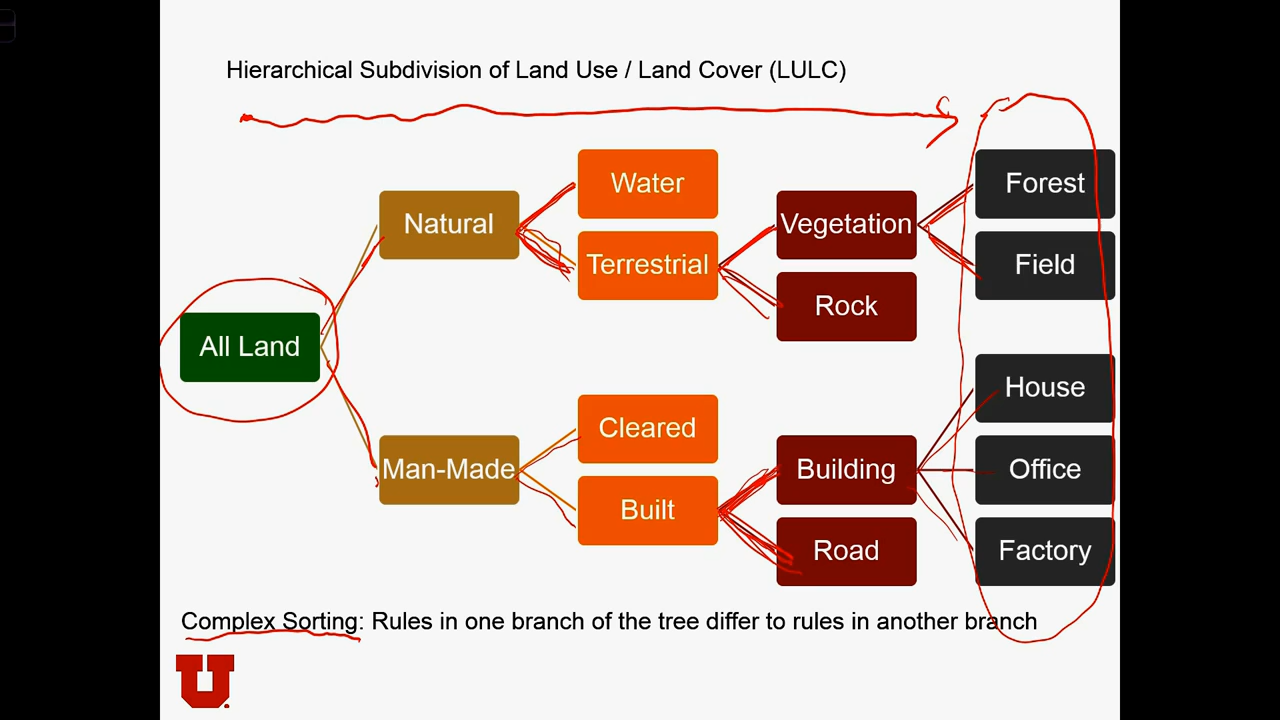 Hierarchical Subdivision of Land Use / Land Cover (LULC)
All Land
Natural
Man-Made
Water
Terrestrial
Cleared
Built
Vegetation
Rock
Building
Road
Forest
Field
House
Office
Factory
Complex Sorting: Rules in one branch of the tree differ to rules in another branch
U